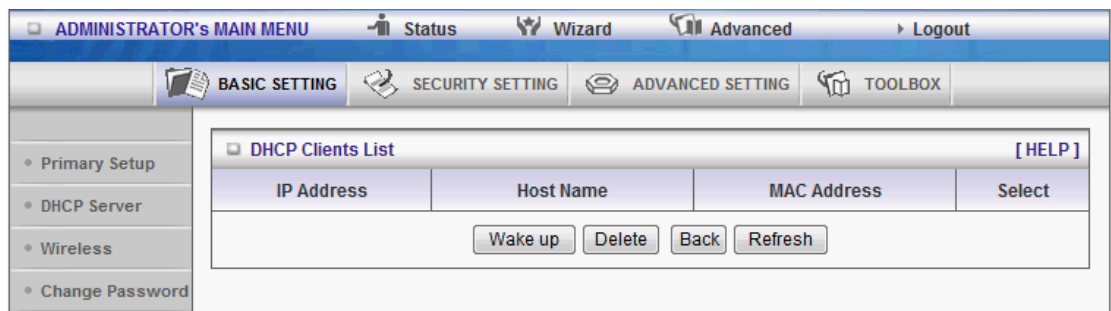 ADMINISTRATOR's MAIN MENU Status Wizard Advanced Logout
BASIC SETTING SECURITY SETTING ADVANCED SETTING TOOLBOX
Primary Setup
DHCP Server
Wireless
Change Password
DHCP Clients List [ HELP ]
IP Address Host Name MAC Address Select
Wake up Delete Back Refresh